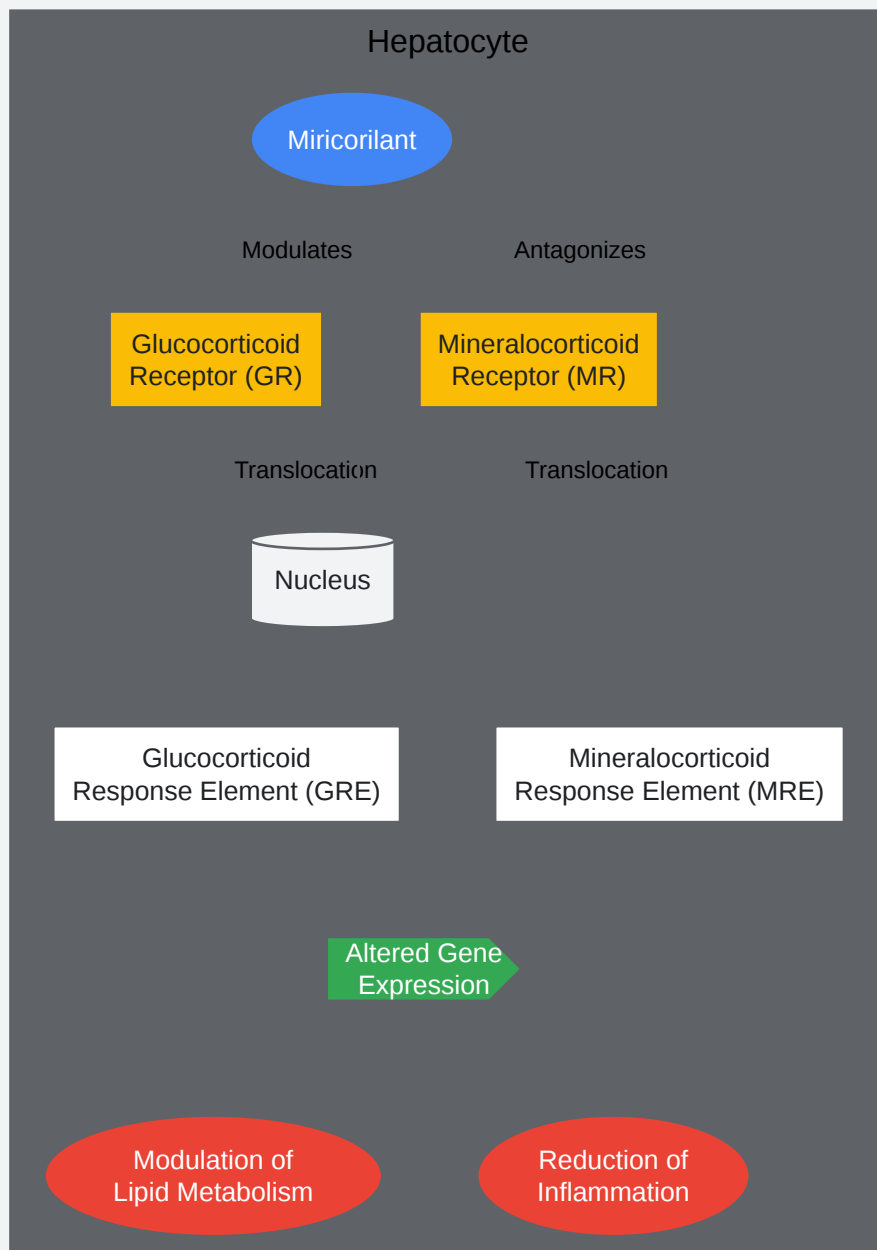 Hepatocyte
Miricorilant
Modulates
Antagonizes
Glucocorticoid
Receptor (GR)
Mineralocorticoid
Receptor (MR)
Translocation
Translocation
Nucleus
Glucocorticoid
Response Element (GRE)
Mineralocorticoid
Response Element (MRE)
Altered Gene
Expression
Modulation of
Lipid Metabolism
Reduction of
Inflammation